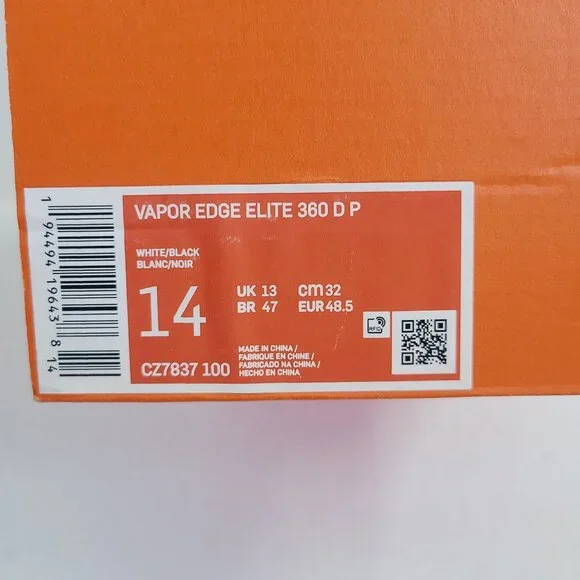 VAPOR EDGE ELITE 360 D P
WHITE/BLACK
BLANC/NOIR
14
UK 13 cm 32
BR 47 EUR 48.5
CZ7837 100
MADE IN CHINA /
FABRIQUE EN CHINE /
FABRICADO NA CHINA /
HECHO EN CHINA
RFID
1 94494 19643 8 14